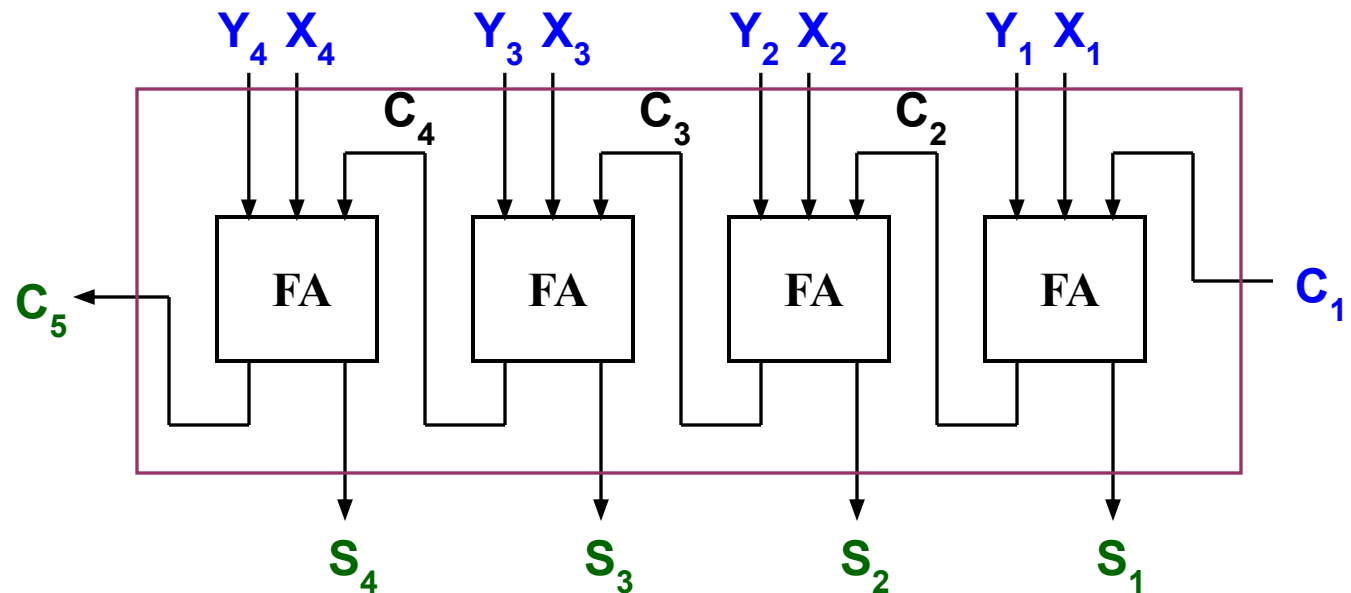 Y4 X4 Y3 X3 Y2 X2 Y1 X1
C4 C3 C2
FA FA FA FA
C5 C1
S4 S3 S2 S1